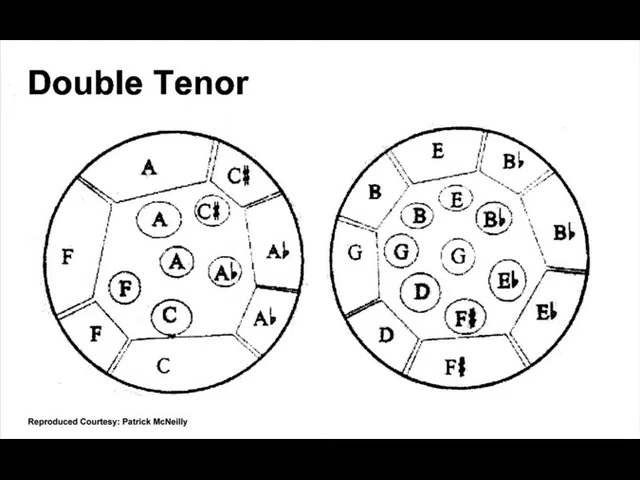 Double Tenor
A
C♯
A♭
A♭
C
F
F
A
C♯
A
A♭
F
C
E
B♭
B♭
E♭
F♯
D
G
B
E
B♭
B
G
G
E♭
D
F♯
Reproduced Courtesy: Patrick McNeilly